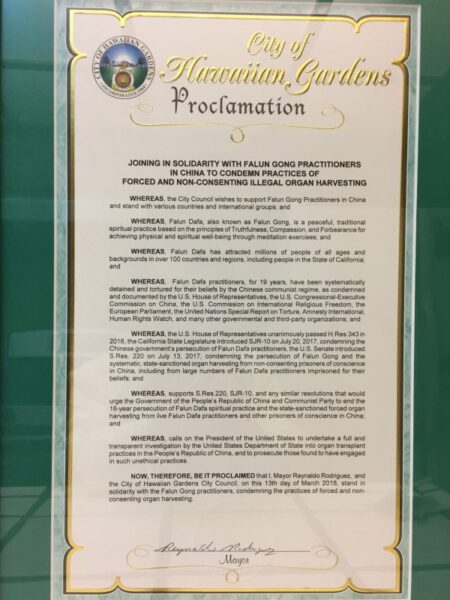 City of
Hawaiian Gardens
CITY OF HAWAIIAN GARDENS
INCORPORATED 1964
Proclamation
JOINING IN SOLIDARITY WITH FALUN GONG PRACTITIONERS
IN CHINA TO CONDEMN PRACTICES OF
FORCED AND NON-CONSENTING ILLEGAL ORGAN HARVESTING
WHEREAS, the City Council wishes to support Falun Gong Practitioners in China
and stand with various countries and international groups; and
WHEREAS, Falun Dafa, also known as Falun Gong, is a peaceful, traditional
spiritual practice based on the principles of Truthfulness, Compassion, and Forbearance for
achieving physical and spiritual well-being through meditation exercises; and
WHEREAS, Falun Dafa has attracted millions of people of all ages and
backgrounds in over 100 countries and regions, including people in the State of California;
and
WHEREAS, Falun Dafa practitioners, for 19 years, have been systematically
detained and tortured for their beliefs by the Chinese communist regime, as condemned
and documented by the U.S. House of Representatives, the U.S. Congressional-Executive
Commission on China, the U.S. Commission on International Religious Freedom, the
European Parliament, the United Nations Special Report on Torture, Amnesty International,
Human Rights Watch, and many other governmental and third-party organizations; and
WHEREAS, the U.S. House of Representatives unanimously passed H.Res.343 in
2016, the California State Legislature introduced SJR-10 on July 20, 2017, condemning the
Chinese government's persecution of Falun Dafa practitioners, the U.S. Senate introduced
S.Res. 220 on July 13, 2017, condemning the persecution of Falun Gong and the
systematic, state-sanctioned organ harvesting from non-consenting prisoners of conscience
in China, including from large numbers of Falun Dafa practitioners imprisoned for their
beliefs; and
WHEREAS, supports S.Res.220, SJR-10, and any similar resolutions that would
urge the Government of the People's Republic of China and Communist Party to end the
18-year persecution of Falun Dafa spiritual practice and the state-sanctioned forced organ
harvesting from live Falun Dafa practitioners and other prisoners of conscience in China;
and
WHEREAS, calls on the President of the United States to undertake a full and
transparent investigation by the United States Department of State into organ transplant
practices in the People's Republic of China, and to prosecute those found to have engaged
in such unethical practices.
NOW, THEREFORE, BE IT PROCLAIMED that I, Mayor Reynaldo Rodriguez, and
the City of Hawaiian Gardens City Council, on this 13th day of March 2018, stand in
solidarity with the Falun Gong practitioners, condemning the practices of forced and non-
consenting organ harvesting.
Reynaldo Rodriguez
Mayor